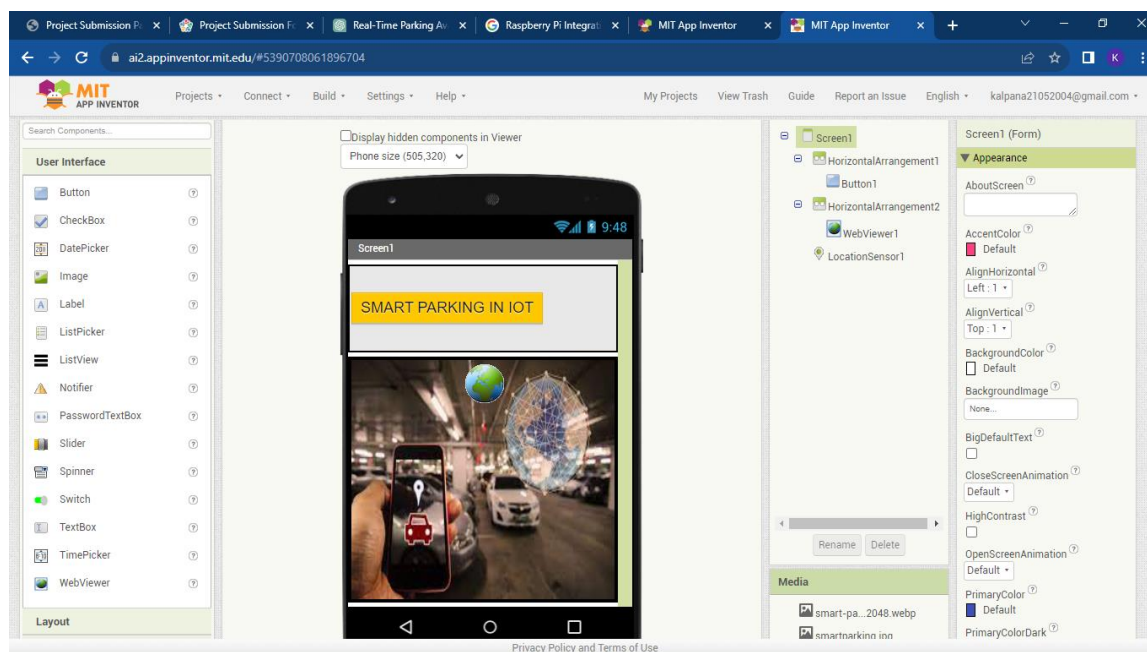 Project Submission P
Project Submission Fo
Real-Time Parking Av
Raspberry Pi Integrati
MIT App Inventor
MIT App Inventor
ai2.appinventor.mit.edu/#5390708061896704
K
MIT
APP INVENTOR
Projects
Connect
Build
Settings
Help
My Projects
View Trash
Guide
Report an Issue
English
kalpana21052004@gmail.com
Search Components...
User Interface
Button
CheckBox
DatePicker
Image
Label
ListPicker
ListView
Notifier
PasswordTextBox
Slider
Spinner
Switch
TextBox
TimePicker
WebViewer
Layout
Display hidden components in Viewer
Phone size (505,320)
9:48
Screen1
SMART PARKING IN IOT
Screen1
HorizontalArrangement1
Button1
HorizontalArrangement2
WebViewer1
LocationSensor1
Rename
Delete
Media
smart-pa...2048.webp
smartparking.jpg
Screen1 (Form)
Appearance
AboutScreen
AccentColor
Default
AlignHorizontal
Left : 1
AlignVertical
Top : 1
BackgroundColor
Default
BackgroundImage
None...
BigDefaultText
CloseScreenAnimation
Default
HighContrast
OpenScreenAnimation
Default
PrimaryColor
Default
PrimaryColorDark
Privacy Policy and Terms of Use